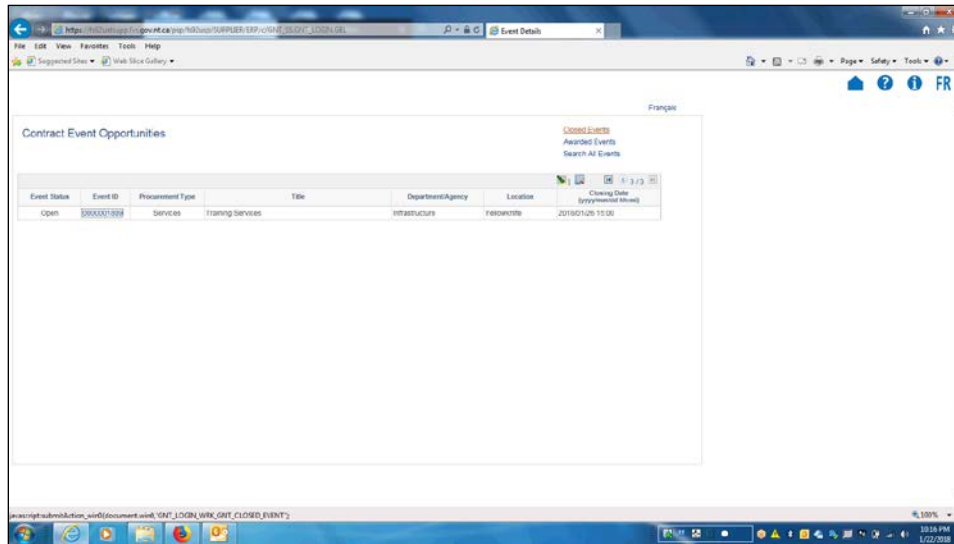 Event Details
File Edit View Favorites Tools Help
Suggested Sites Web Slice Gallery
Page Safety Tools
FR
Français
Contract Event Opportunities
Closed Events
Awarded Events
Search All Events
Event Status Event ID Procurement Type Title Department/Agency Location Closing Date
Open Services Training Services Infrastructure Yellowknife 2018/01/26 15:00
100%
10:16 PM
1/22/2018